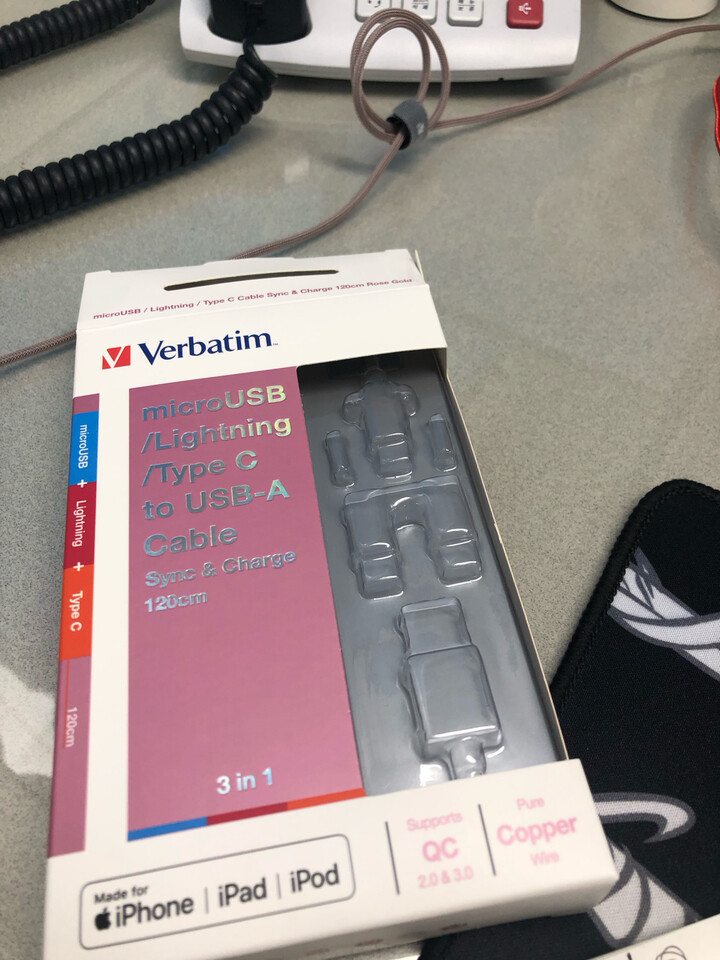 microUSB / Lightning / Type C Cable Sync & Charge 120cm Rose Gold
Verbatim™
microUSB
/Lightning
/Type C
to USB-A
Cable
Sync & Charge
120cm
3 in 1
microUSB + Lightning + Type C
120cm
Made for
iPhone | iPad | iPod
Supports
QC
2.0 & 3.0
Pure
Copper
Wire